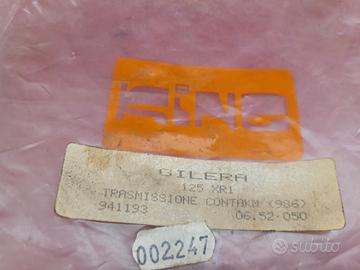 GILERA
125 XR1
TRASMISSIONE CONTAKM (986)
941193 06.52.050
002247
subito